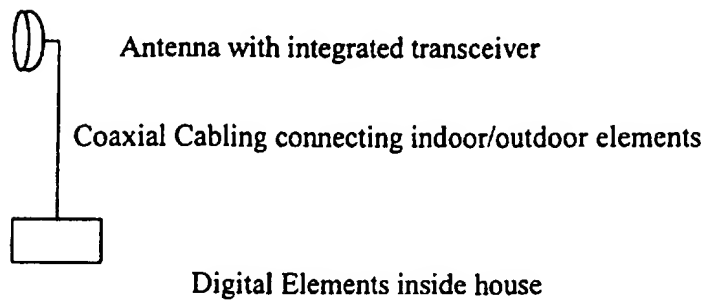 Antenna with integrated transceiver
Coaxial Cabling connecting indoor/outdoor elements
Digital Elements inside house